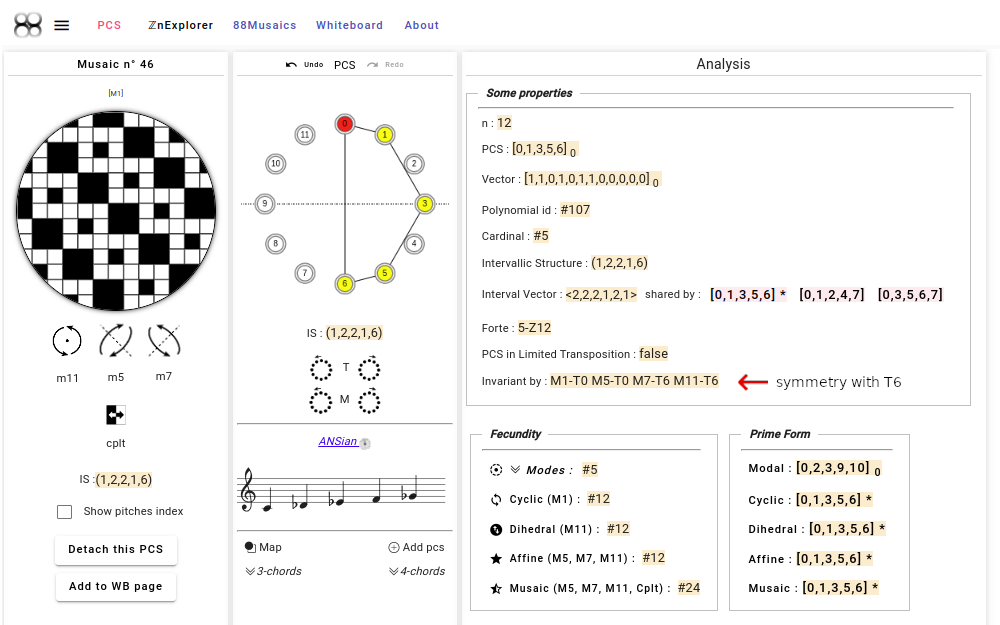 PCS
ℤnExplorer
88Musaics
Whiteboard
About
Musaic n° 46
[M1]
m11
m5
m7
cplt
IS :(1,2,2,1,6)
Show pitches index
Detach this PCS
Add to WB page
Undo
PCS
Redo
0
1
2
3
4
5
6
7
8
9
10
11
IS : (1,2,2,1,6)
T
M
ANSian
Map
Add pcs
3-chords
4-chords
Analysis
Some properties
n : 12
PCS : [0,1,3,5,6] 0
Vector : [1,1,0,1,0,1,1,0,0,0,0,0] 0
Polynomial id : #107
Cardinal : #5
Intervallic Structure : (1,2,2,1,6)
Interval Vector : <2,2,2,1,2,1> shared by : [0,1,3,5,6] * [0,1,2,4,7] [0,3,5,6,7]
Forte : 5-Z12
PCS in Limited Transposition : false
Invariant by : M1-T0 M5-T0 M7-T6 M11-T6
symmetry with T6
Fecundity
Modes : #5
Cyclic (M1) : #12
Dihedral (M11) : #12
Affine (M5, M7, M11) : #12
Musaic (M5, M7, M11, Cplt) : #24
Prime Form
Modal : [0,2,3,9,10] 0
Cyclic : [0,1,3,5,6] *
Dihedral : [0,1,3,5,6] *
Affine : [0,1,3,5,6] *
Musaic : [0,1,3,5,6] *